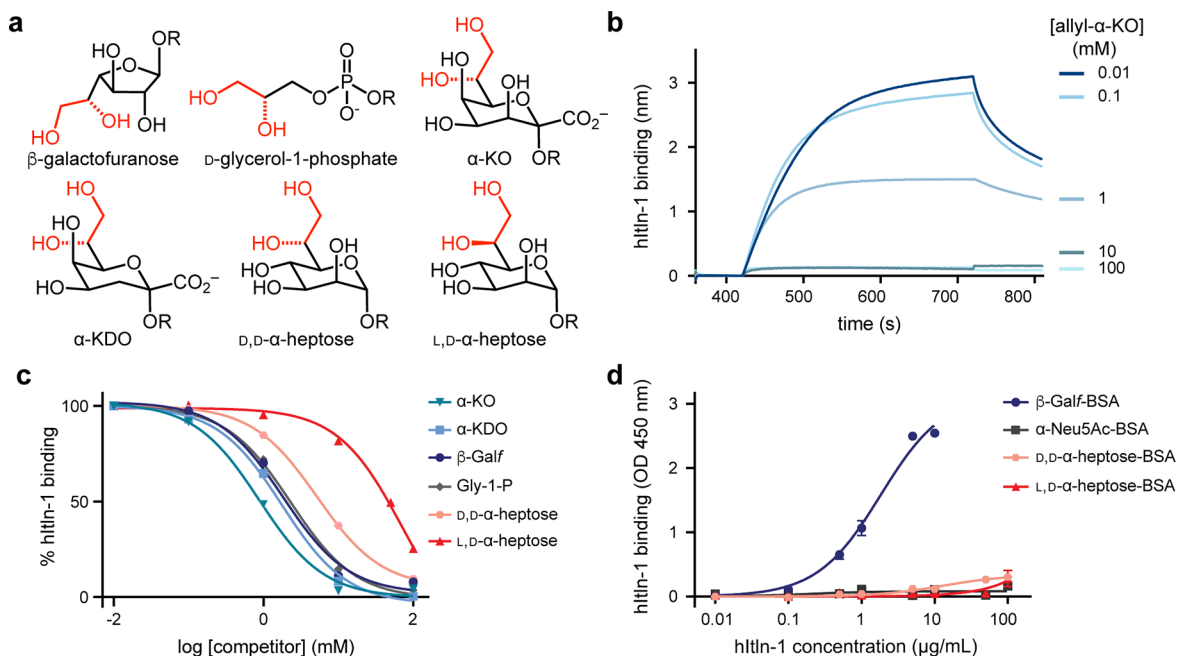 a
HO
OR
O
HO
OH
OH
β-galactofuranose
HO
OH
O
O
P
O⁻
OR
D-glycerol-1-phosphate
HO
HO
HO
OH
HO
O
CO₂⁻
OR
α-KO
HO
HO
HO
HO
O
CO₂⁻
OR
α-KDO
HO
HO
HO
HO
OH
O
OR
D,D-α-heptose
HO
HO
HO
HO
OH
O
OR
L,D-α-heptose
b
[allyl-α-KO]
(mM)
0.01
0.1
1
10
100
hItln-1 binding (nm)
3
2
1
0
400
500
600
700
800
time (s)
c
% hItln-1 binding
100
50
0
-2
0
2
log [competitor] (mM)
α-KO
α-KDO
β-Galf
Gly-1-P
D,D-α-heptose
L,D-α-heptose
d
hItln-1 binding (OD 450 nm)
3
2
1
0
0.01
0.1
1
10
100
hItln-1 concentration (μg/mL)
β-Galf-BSA
α-Neu5Ac-BSA
D,D-α-heptose-BSA
L,D-α-heptose-BSA